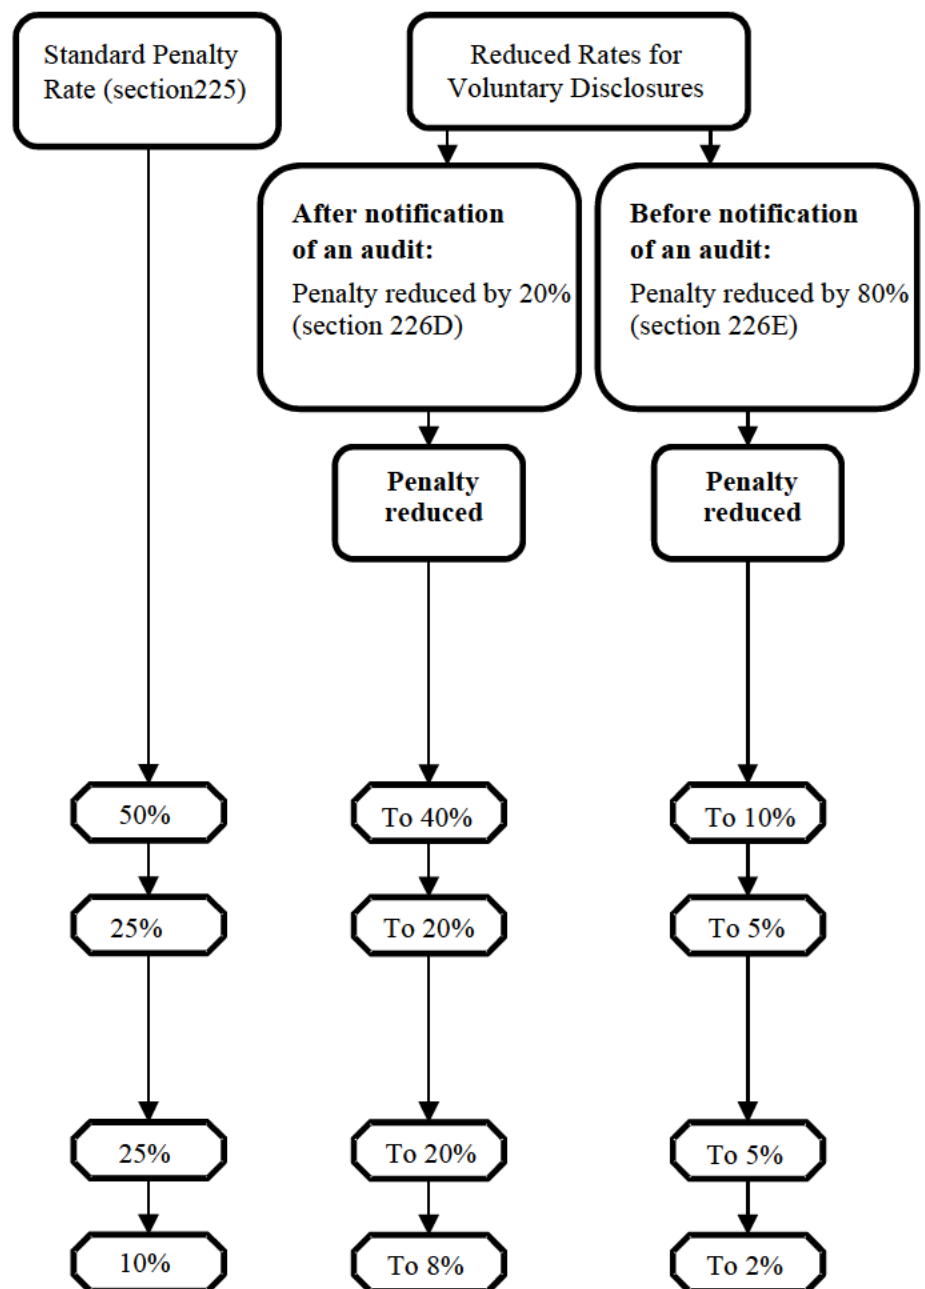 Standard Penalty
Rate (section225)
Reduced Rates for
Voluntary Disclosures
After notification
of an audit:
Penalty reduced by 20%
(section 226D)
Before notification
of an audit:
Penalty reduced by 80%
(section 226E)
Penalty
reduced
Penalty
reduced
50%
To 40%
To 10%
25%
To 20%
To 5%
25%
To 20%
To 5%
10%
To 8%
To 2%